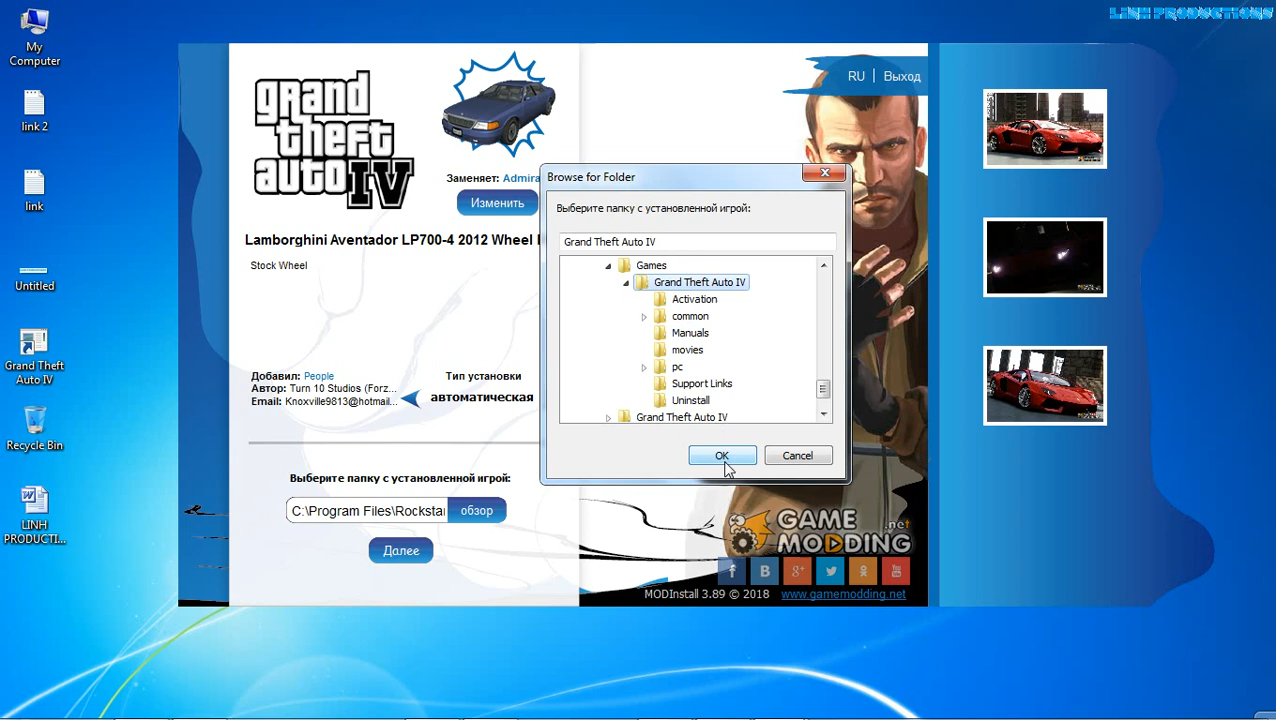 LINH PRODUCTIONS
My
Computer
link 2
link
Untitled
Grand Theft
Auto IV
Recycle Bin
LINH
PRODUCTI...
grand
theft
auto IV
Заменяет: Admira
Изменить
Lamborghini Aventador LP700-4 2012 Wheel
Stock Wheel
Добавил: People
Автор: Turn 10 Studios (Forz...
Email: Knoxville9813@hotmail...
Тип установки
автоматическая
Выберите папку с установленной игрой:
C:\Program Files\Rockstar
обзор
Далее
RU | Выход
Browse for Folder
Выберите папку с установленной игрой:
Grand Theft Auto IV
Games
Grand Theft Auto IV
Activation
common
Manuals
movies
pc
Support Links
Uninstall
Grand Theft Auto IV
OK
Cancel
GAME
MODDING
.net
MODInstall 3.89 © 2018 www.gamemodding.net